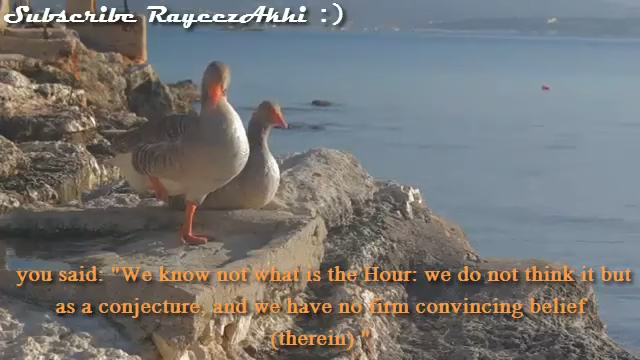 Subscribe RayeezAkhi :)
you said: "We know not what is the Hour: we do not think it but
as a conjecture, and we have no firm convincing belief
(therein)."